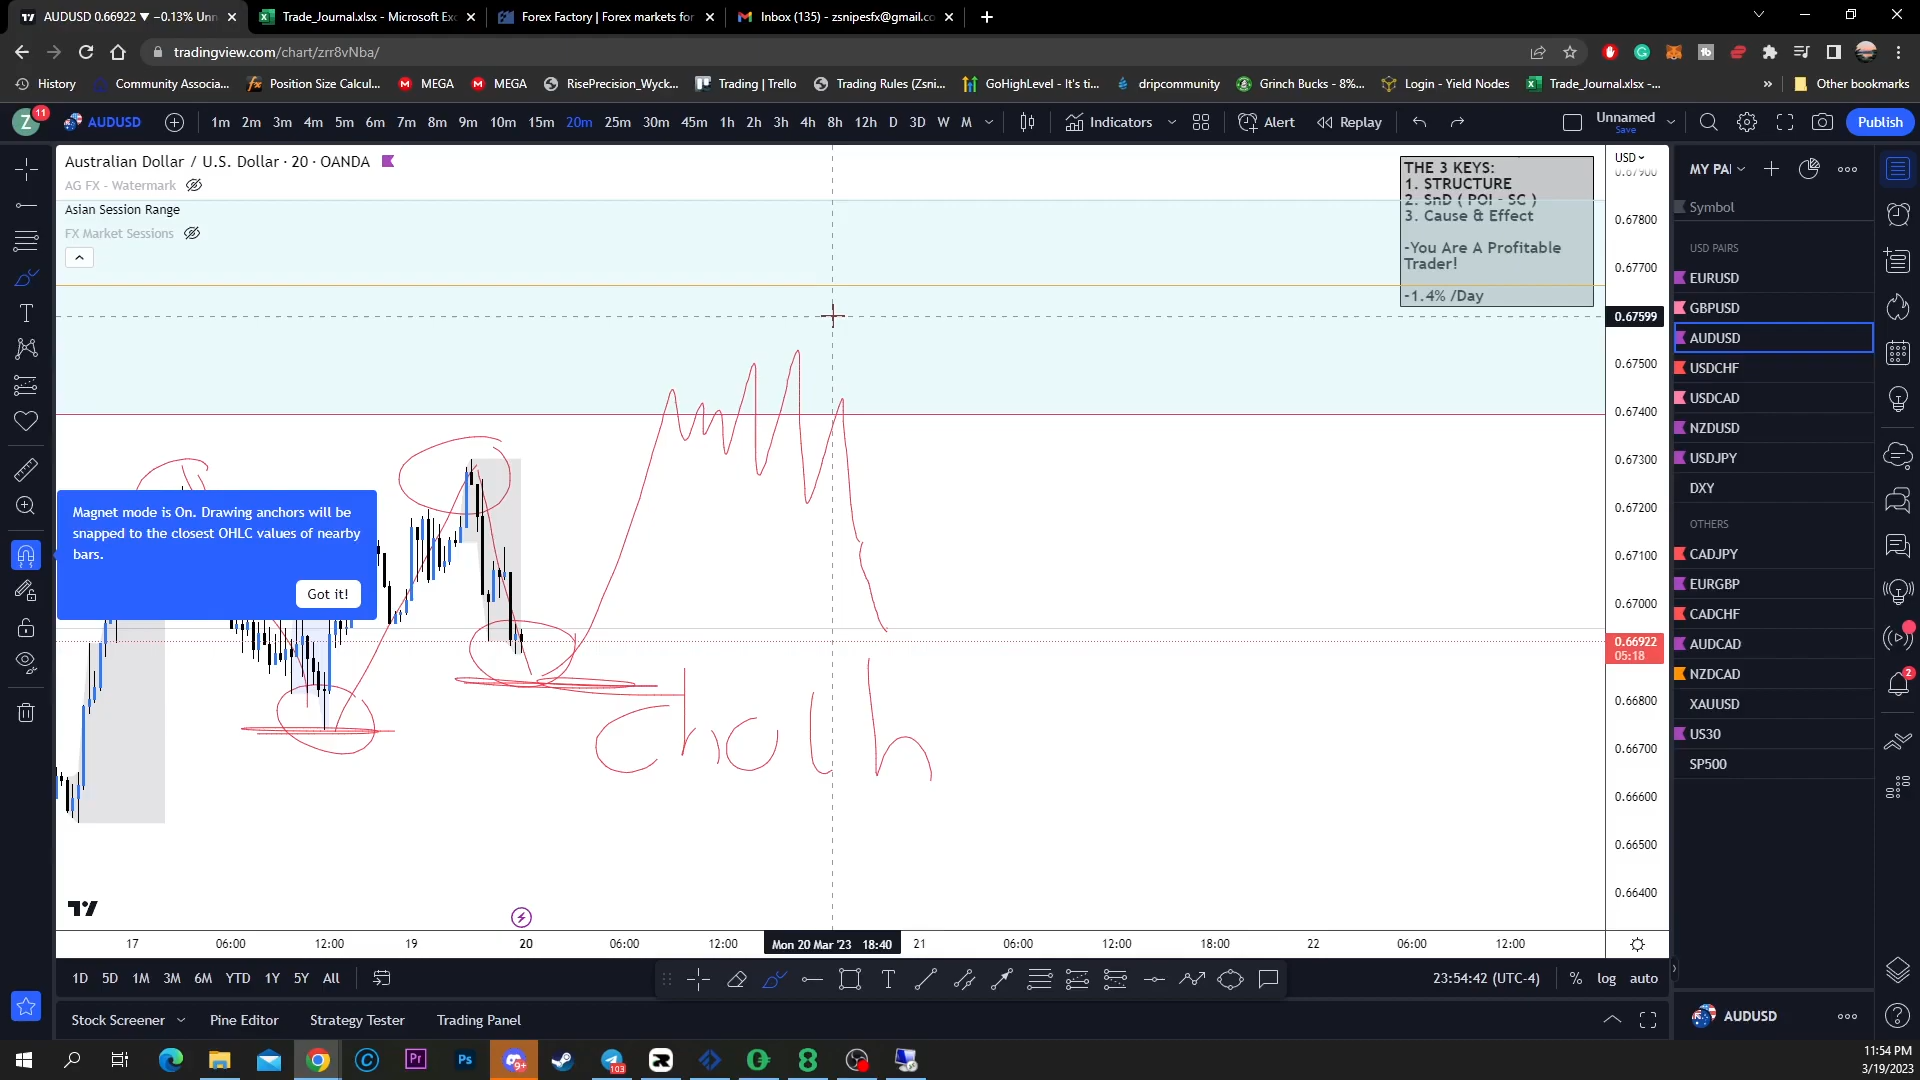 AUDUSD 0.66922 ▼ −0.13% Unn
Trade_Journal.xlsx - Microsoft Exc
Forex Factory | Forex markets for
Inbox (135) - zsnipesfx@gmail.co
tradingview.com/chart/zrr8vNba/
History
Community Associa...
Position Size Calcul...
MEGA
MEGA
RisePrecision_Wyck...
Trading | Trello
Trading Rules (Zsni...
GoHighLevel - It's ti...
dripcommunity
Grinch Bucks - 8%...
Login - Yield Nodes
Trade_Journal.xlsx -...
Other bookmarks
Z
11
AUDUSD
1m 2m 3m 4m 5m 6m 7m 8m 9m 10m 15m 20m 25m 30m 45m 1h 2h 3h 4h 8h 12h D 3D W M
Indicators
Alert
Replay
Unnamed
Save
Publish
Australian Dollar / U.S. Dollar · 20 · OANDA
AG FX - Watermark
Asian Session Range
FX Market Sessions
THE 3 KEYS:
1. STRUCTURE
2. SnD ( POI - SC )
3. Cause & Effect
-You Are A Profitable
Trader!
-1.4% /Day
Magnet mode is On. Drawing anchors will be
snapped to the closest OHLC values of nearby
bars.
Got it!
USD
0.67900
0.67800
0.67700
0.67599
0.67500
0.67400
0.67300
0.67200
0.67100
0.67000
0.66922
05:18
0.66800
0.66700
0.66600
0.66500
0.66400
MY PAI
Symbol
USD PAIRS
EURUSD
GBPUSD
AUDUSD
USDCHF
USDCAD
NZDUSD
USDJPY
DXY
OTHERS
CADJPY
EURGBP
CADCHF
AUDCAD
NZDCAD
XAUUSD
US30
SP500
2
17 06:00 12:00 19 20 06:00 12:00 Mon 20 Mar '23 18:40 21 06:00 12:00 18:00 22 06:00 12:00
1D 5D 1M 3M 6M YTD 1Y 5Y All
23:54:42 (UTC-4)
% log auto
Stock Screener
Pine Editor
Strategy Tester
Trading Panel
AUDUSD
Pr
Ps
9+
103
11:54 PM
3/19/2023